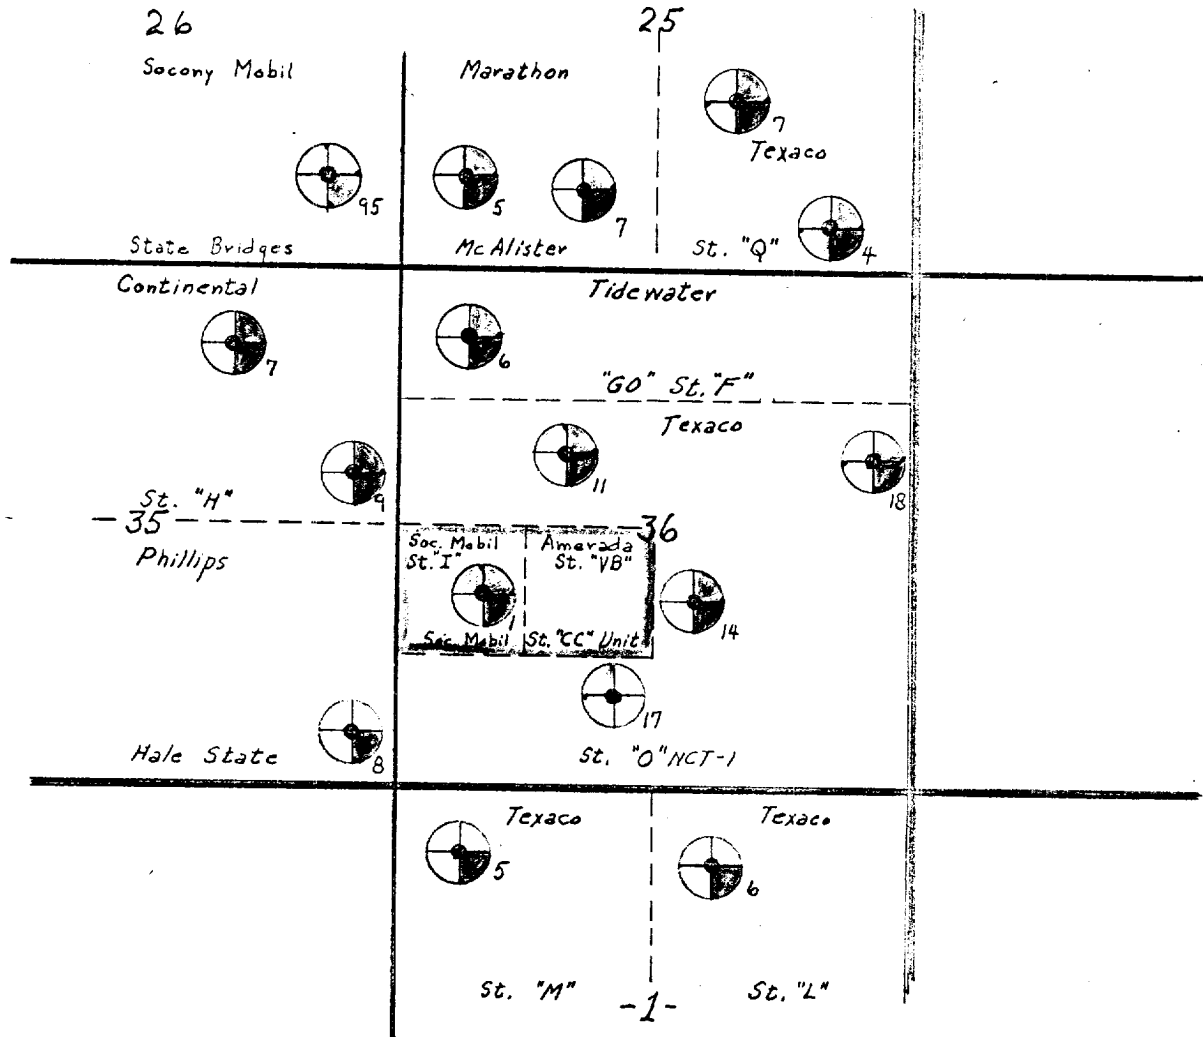 26
25
Socony Mobil
Marathon
7
Texaco
95
5
7
State Bridges
McAlister
St. "Q"
4
Continental
Tidewater
7
6
"GO" St. "F"
Texaco
11
18
St. "H"
9
- 35 -
36
Phillips
Soc. Mobil
St. "I"
Amerada
St. "VB"
1
14
Soc. Mobil
St. "CC" Unit
17
Hale State
8
St. "O" NCT-1
Texaco
Texaco
5
6
St. "M"
St. "L"
-1-